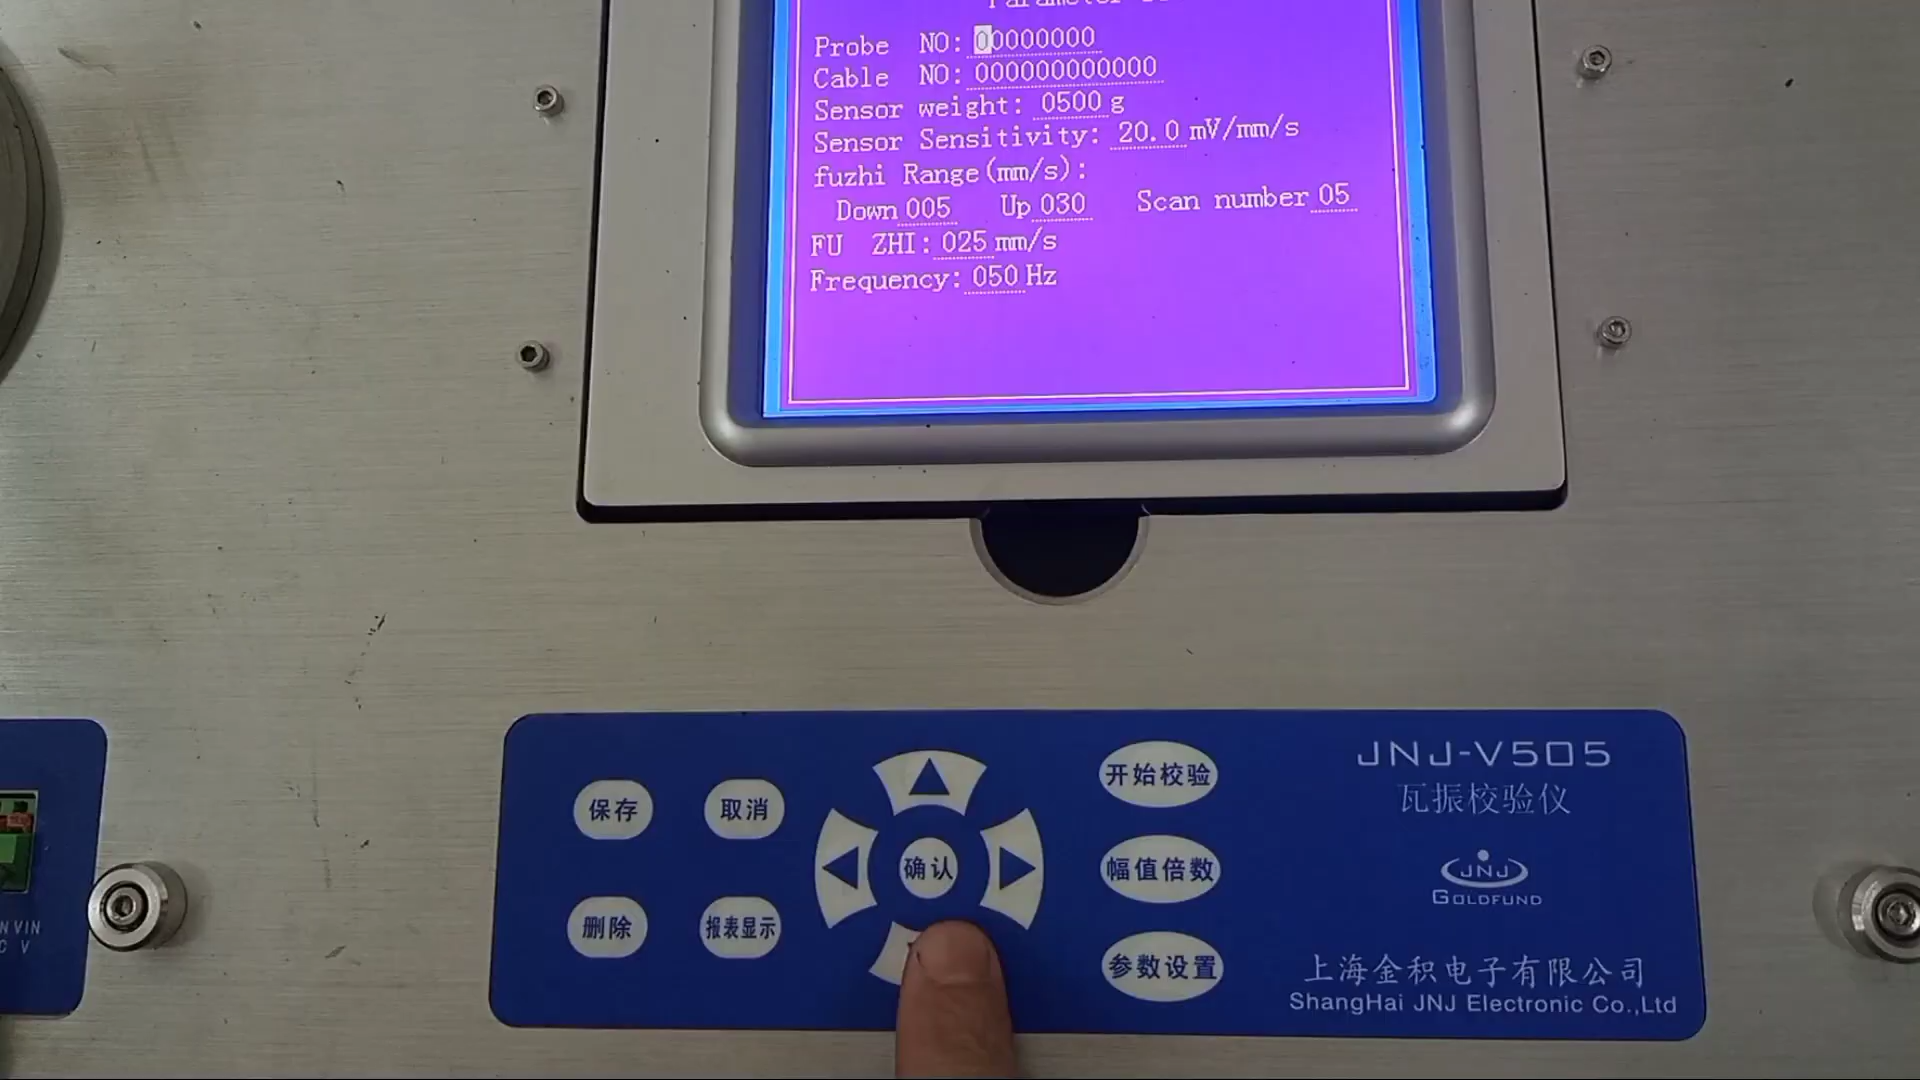 Parameter
Probe NO: 00000000
Cable NO: 000000000000
Sensor weight: 0500 g
Sensor Sensitivity: 20.0 mV/mm/s
fuzhi Range(mm/s):
Down 005 Up 030 Scan number 05
FU ZHI: 025 mm/s
Frequency: 050 Hz
保存
取消
确认
删除
报表显示
开始校验
幅值倍数
参数设置
JNJ-V505
瓦振校验仪
JNJ
GOLDFUND
上海金积电子有限公司
ShangHai JNJ Electronic Co.,Ltd
VIN
V